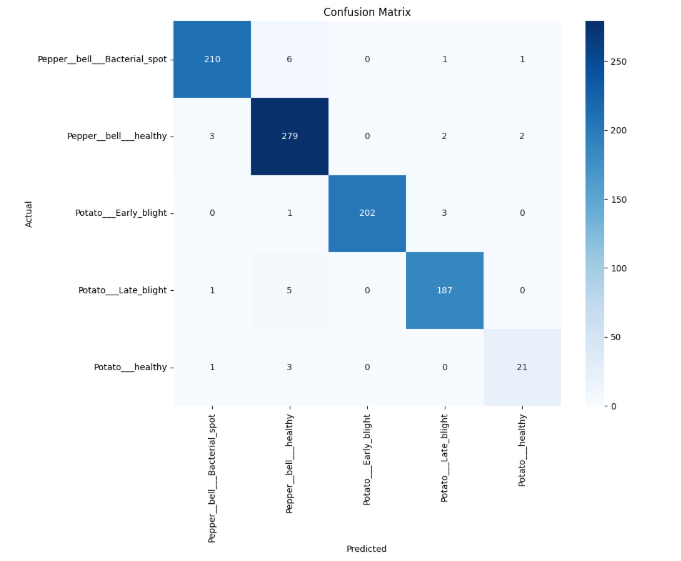 Confusion Matrix
Pepper__bell___Bacterial_spot 210 6 0 1 1
Pepper__bell___healthy 3 279 0 2 2
Potato___Early_blight 0 1 202 3 0
Potato___Late_blight 1 5 0 187 0
Potato___healthy 1 3 0 0 21
Actual
Pepper__bell___Bacterial_spot
Pepper__bell___healthy
Potato___Early_blight
Potato___Late_blight
Potato___healthy
Predicted
250
200
150
100
50
0